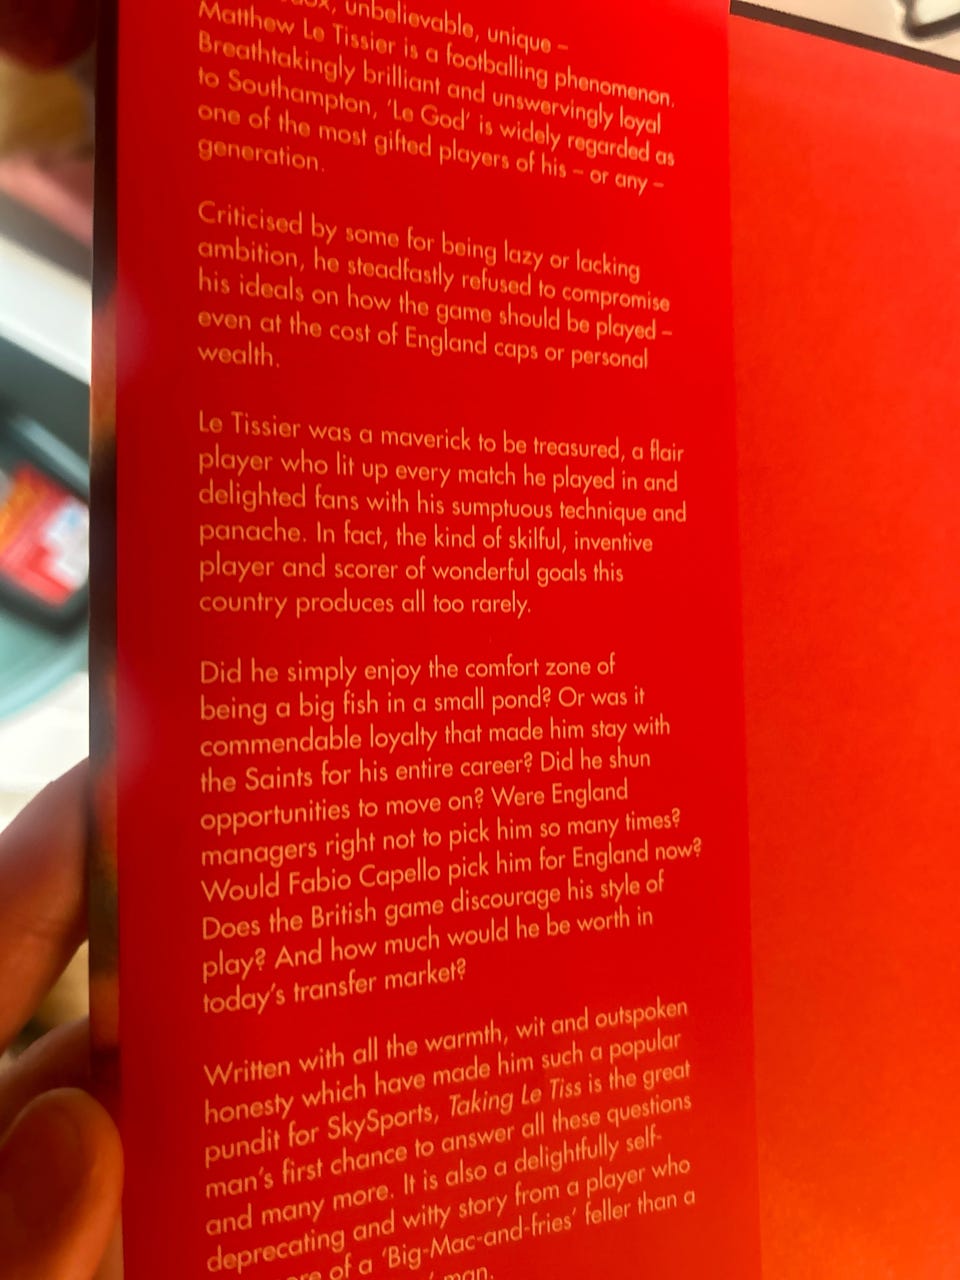 unbelievable, unique –
Matthew Le Tissier is a footballing phenomenon.
Breathtakingly brilliant and unswervingly loyal
to Southampton, ‘Le God’ is widely regarded as
one of the most gifted players of his – or any –
generation.
Criticised by some for being lazy or lacking
ambition, he steadfastly refused to compromise
his ideals on how the game should be played –
even at the cost of England caps or personal
wealth.
Le Tissier was a maverick to be treasured, a flair
player who lit up every match he played in and
delighted fans with his sumptuous technique and
panache. In fact, the kind of skilful, inventive
player and scorer of wonderful goals this
country produces all too rarely.
Did he simply enjoy the comfort zone of
being a big fish in a small pond? Or was it
commendable loyalty that made him stay with
the Saints for his entire career? Did he shun
opportunities to move on? Were England
managers right not to pick him so many times?
Would Fabio Capello pick him for England now?
Does the British game discourage his style of
play? And how much would he be worth in
today’s transfer market?
Written with all the warmth, wit and outspoken
honesty which have made him such a popular
pundit for SkySports, Taking Le Tiss is the great
man’s first chance to answer all these questions
and many more. It is also a delightfully self-
deprecating and witty story from a player who
of a ‘Big-Mac-and-fries’ feller than a
man.